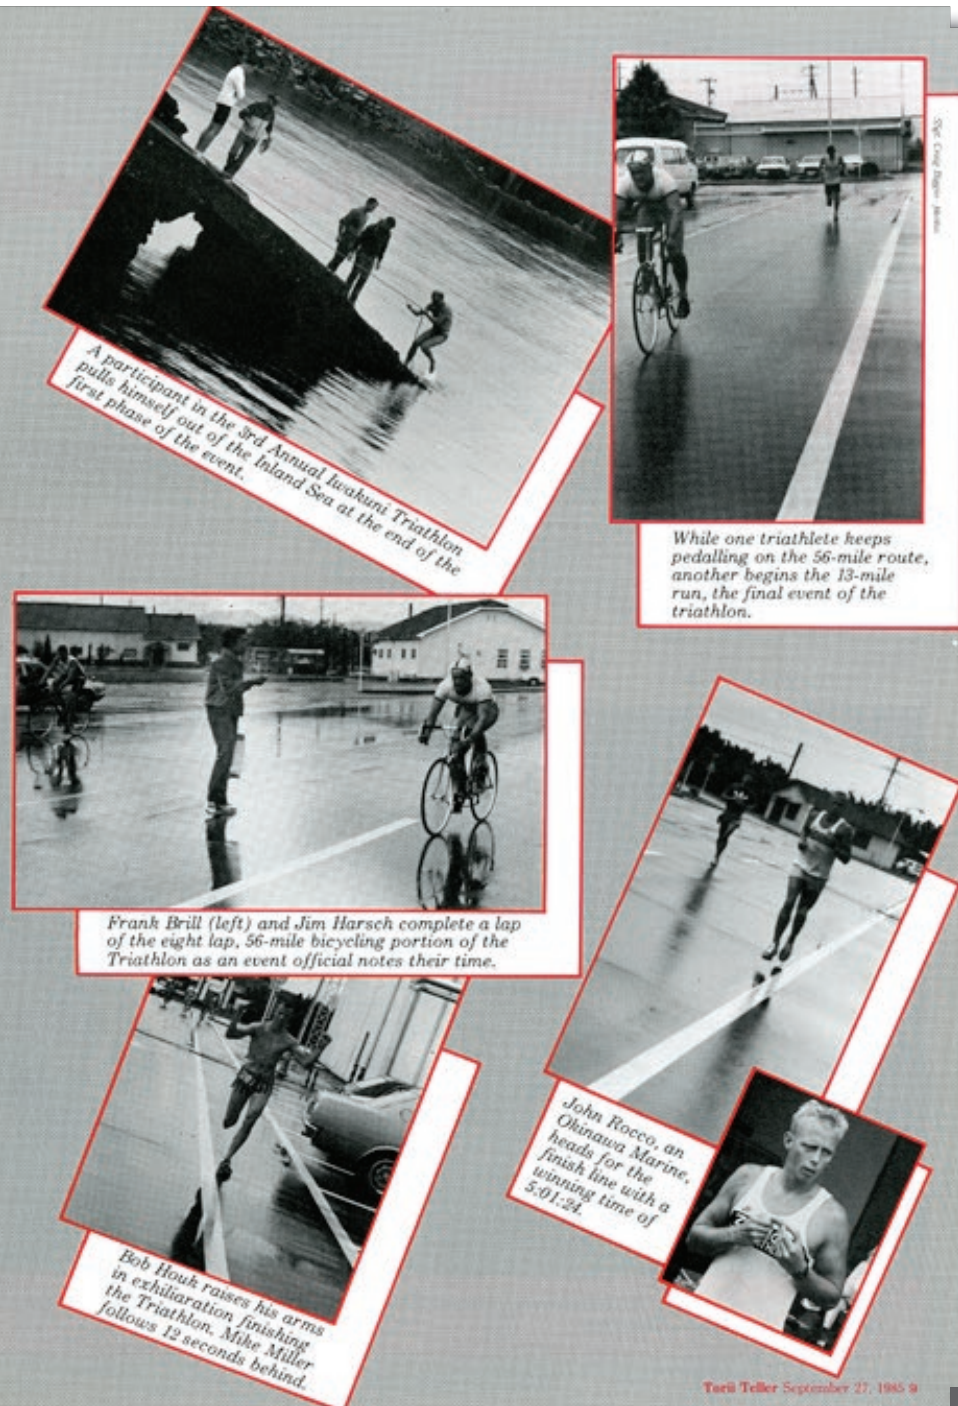 A participant in the 3rd Annual Iwakuni Triathlon
pulls himself out of the Inland Sea at the end of the
first phase of the event.
SSgt. Craig
While one triathlete keeps
pedalling on the 56-mile route,
another begins the 13-mile
run, the final event of the
triathlon.
Frank Brill (left) and Jim Harsch complete a lap
of the eight lap, 56-mile bicycling portion of the
Triathlon as an event official notes their time.
John Rocco, an
Okinawa Marine,
heads for the
finish line with a
winning time of
5:01:24.
Bob Houk raises his arms
in exhiliaration finishing
the Triathlon. Mike Miller
follows 12 seconds behind.
Torii Teller September 27, 1985 9